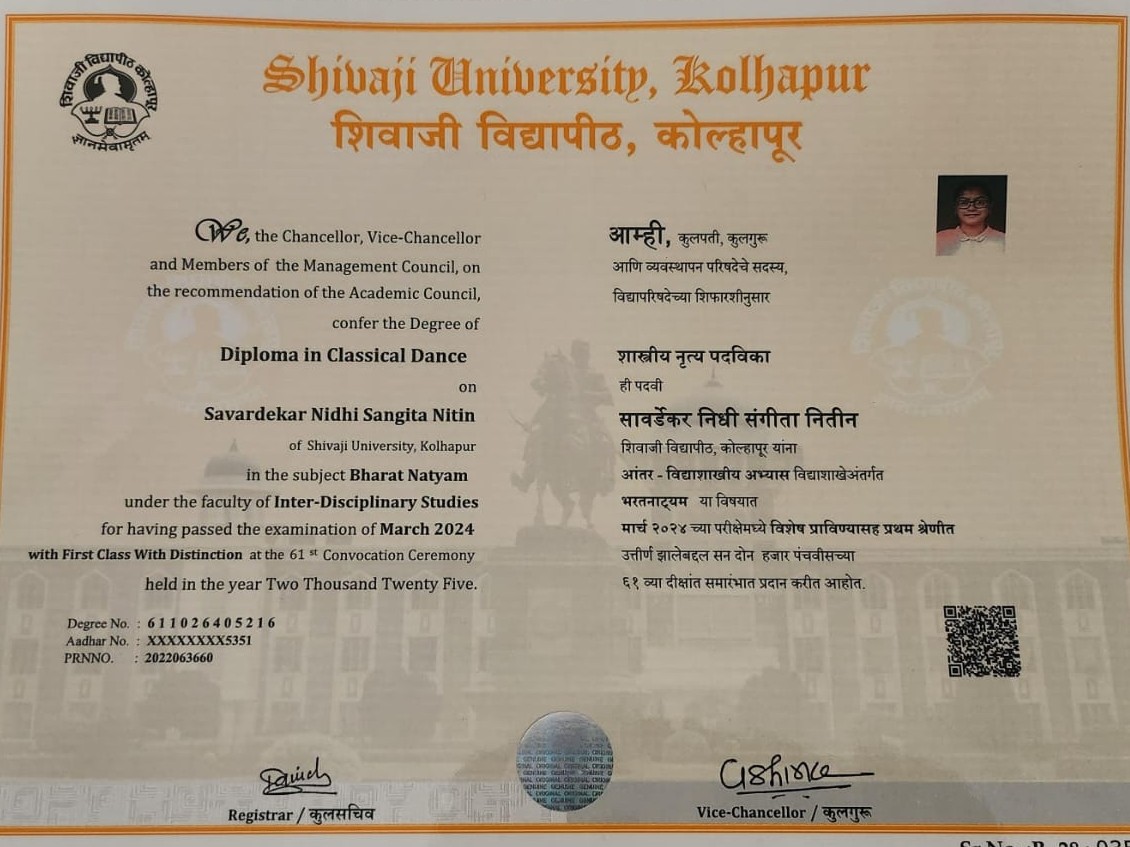 शिवाजी विद्यापीठ कोल्हापूर
ज्ञानमेवामृतम्
Shivaji University, Kolhapur
शिवाजी विद्यापीठ, कोल्हापूर
We, the Chancellor, Vice-Chancellor
and Members of the Management Council, on
the recommendation of the Academic Council,
confer the Degree of
Diploma in Classical Dance
on
Savardekar Nidhi Sangita Nitin
of Shivaji University, Kolhapur
in the subject Bharat Natyam
under the faculty of Inter-Disciplinary Studies
for having passed the examination of March 2024
with First Class With Distinction at the 61 st Convocation Ceremony
held in the year Two Thousand Twenty Five.
आम्ही, कुलपती, कुलगुरू
आणि व्यवस्थापन परिषदेचे सदस्य,
विद्यापरिषदेच्या शिफारशीनुसार
शास्त्रीय नृत्य पदविका
ही पदवी
सावर्डेकर निधी संगीता नितीन
शिवाजी विद्यापीठ, कोल्हापूर यांना
आंतर - विद्याशाखीय अभ्यास विद्याशाखेअंतर्गत
भरतनाट्यम या विषयात
मार्च २०२४ च्या परीक्षेमध्ये विशेष प्राविण्यासह प्रथम श्रेणीत
उत्तीर्ण झालेबद्दल सन दोन हजार पंचवीसच्या
६१ व्या दीक्षांत समारंभात प्रदान करीत आहोत.
Degree No. : 611026405216
Aadhar No. : XXXXXXXX5351
PRNNO. : 2022063660
ORIGINAL
GENUINE
Registrar / कुलसचिव
Vice-Chancellor / कुलगुरू